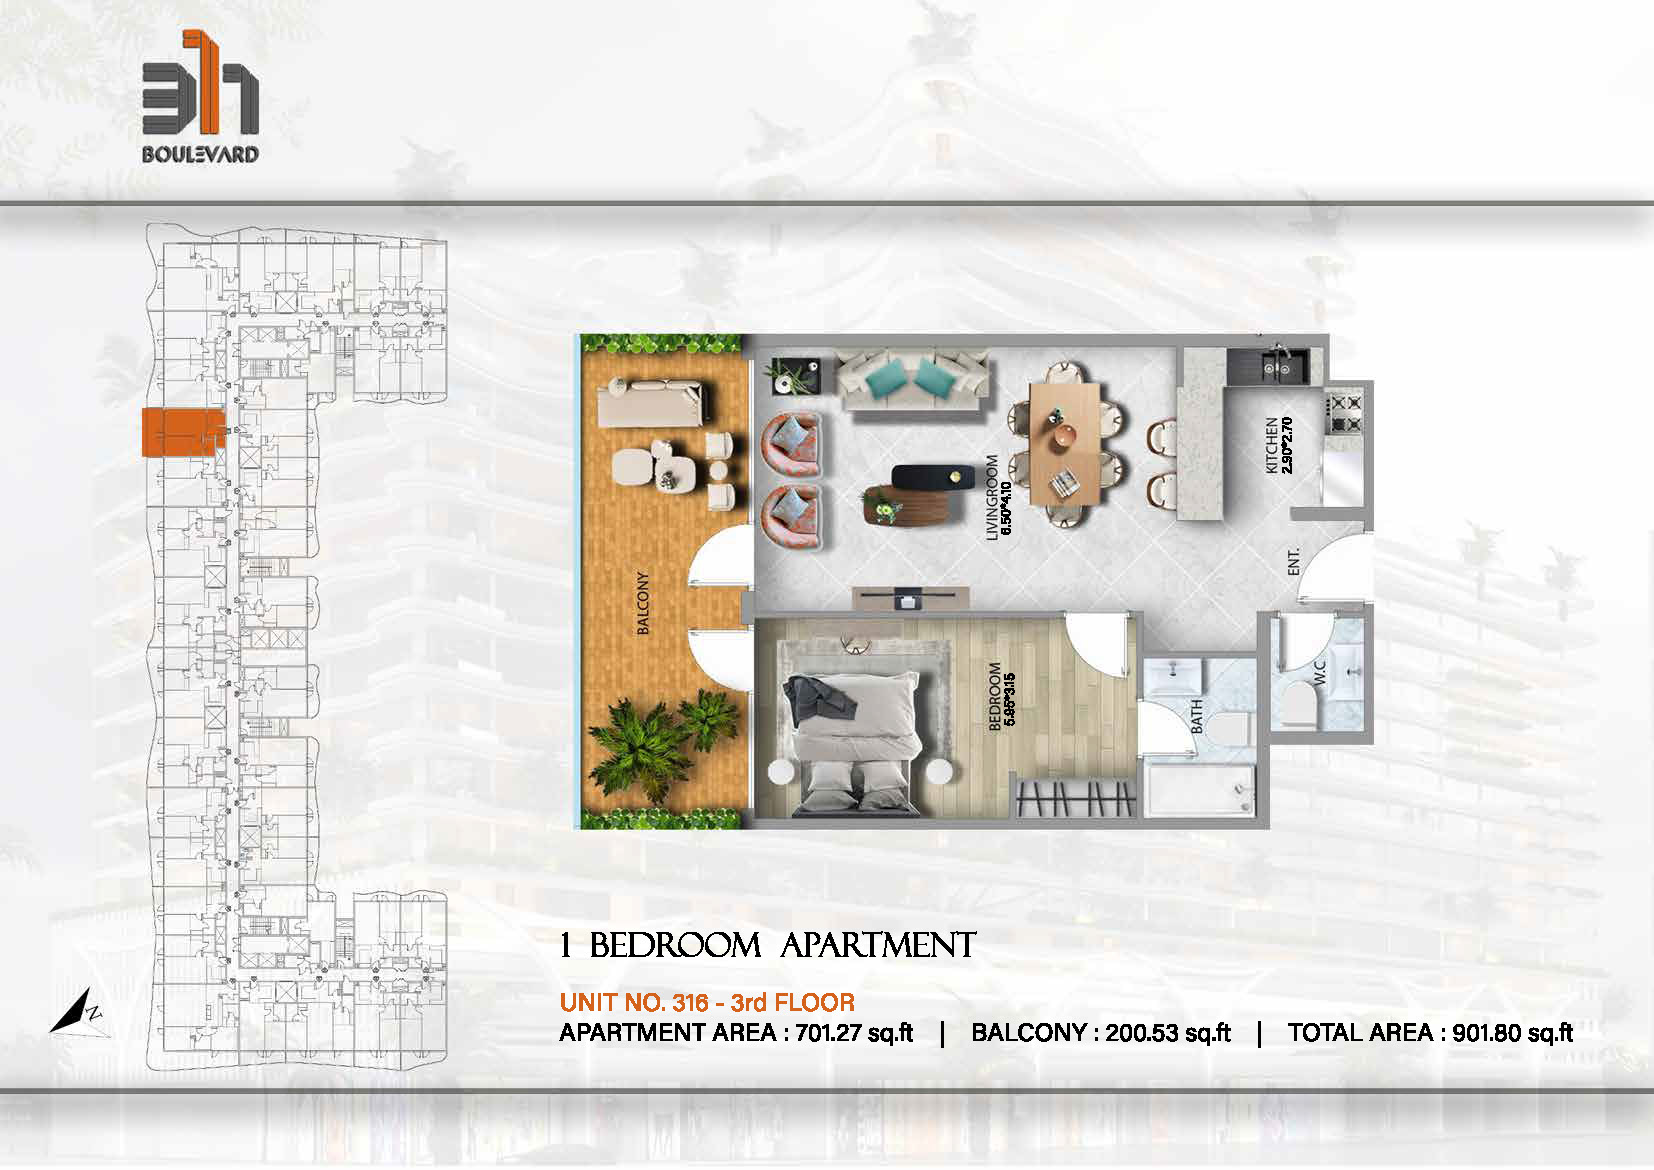 311
BOULEVARD
BALCONY
LIVINGROOM
6.50*4.10
KITCHEN
2.90*2.70
ENT.
BEDROOM
5.95*3.15
BATH
W.C
N
1 BEDROOM APARTMENT
UNIT NO. 316 - 3rd FLOOR
APARTMENT AREA : 701.27 sq.ft | BALCONY : 200.53 sq.ft | TOTAL AREA : 901.80 sq.ft